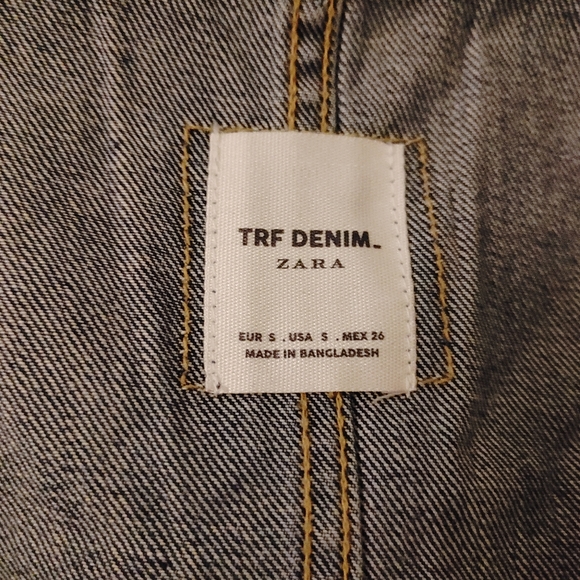 TRF DENIM_
ZARA
EUR S . USA S . MEX 26
MADE IN BANGLADESH